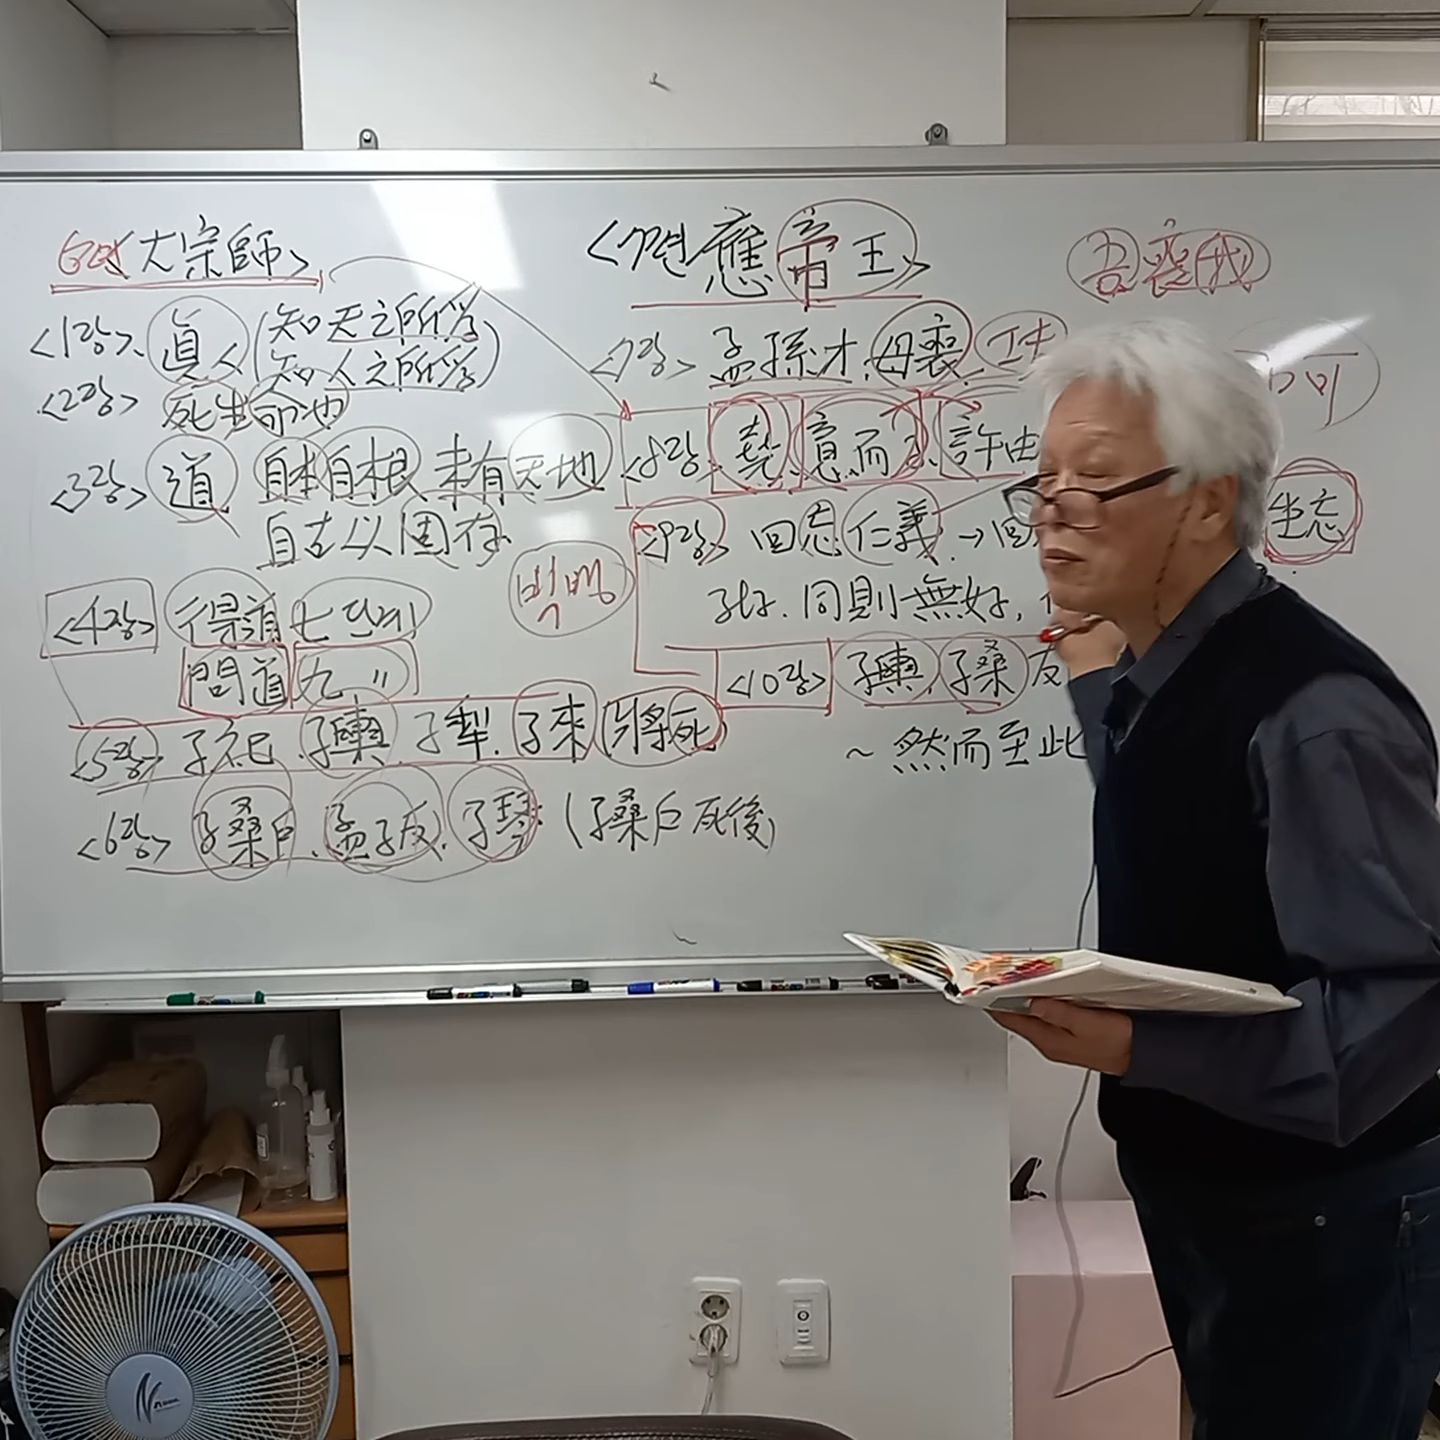 6편 <大宗師>
<1장>. 眞人 (知天之所爲
知人之所爲)
<2장> 死生命也
<3장> 道 自本自根 未有天地
自古以固存
<4장> 得道 七단계
問道 九 〃
<5장> 子祀. 子輿. 子犁. 子來 將死
<6장> 子桑戶. 孟子反. 子琴. (子桑戶 死後)
<7편 應帝王>
吾喪我
<7장> 孟孫才. 母喪.
<8장> 堯. 意而子. 許由
<9장> 回忘 仁義 → 回 坐忘
同則無好,
<10장> 子輿. 子桑 友
~ 然而至此